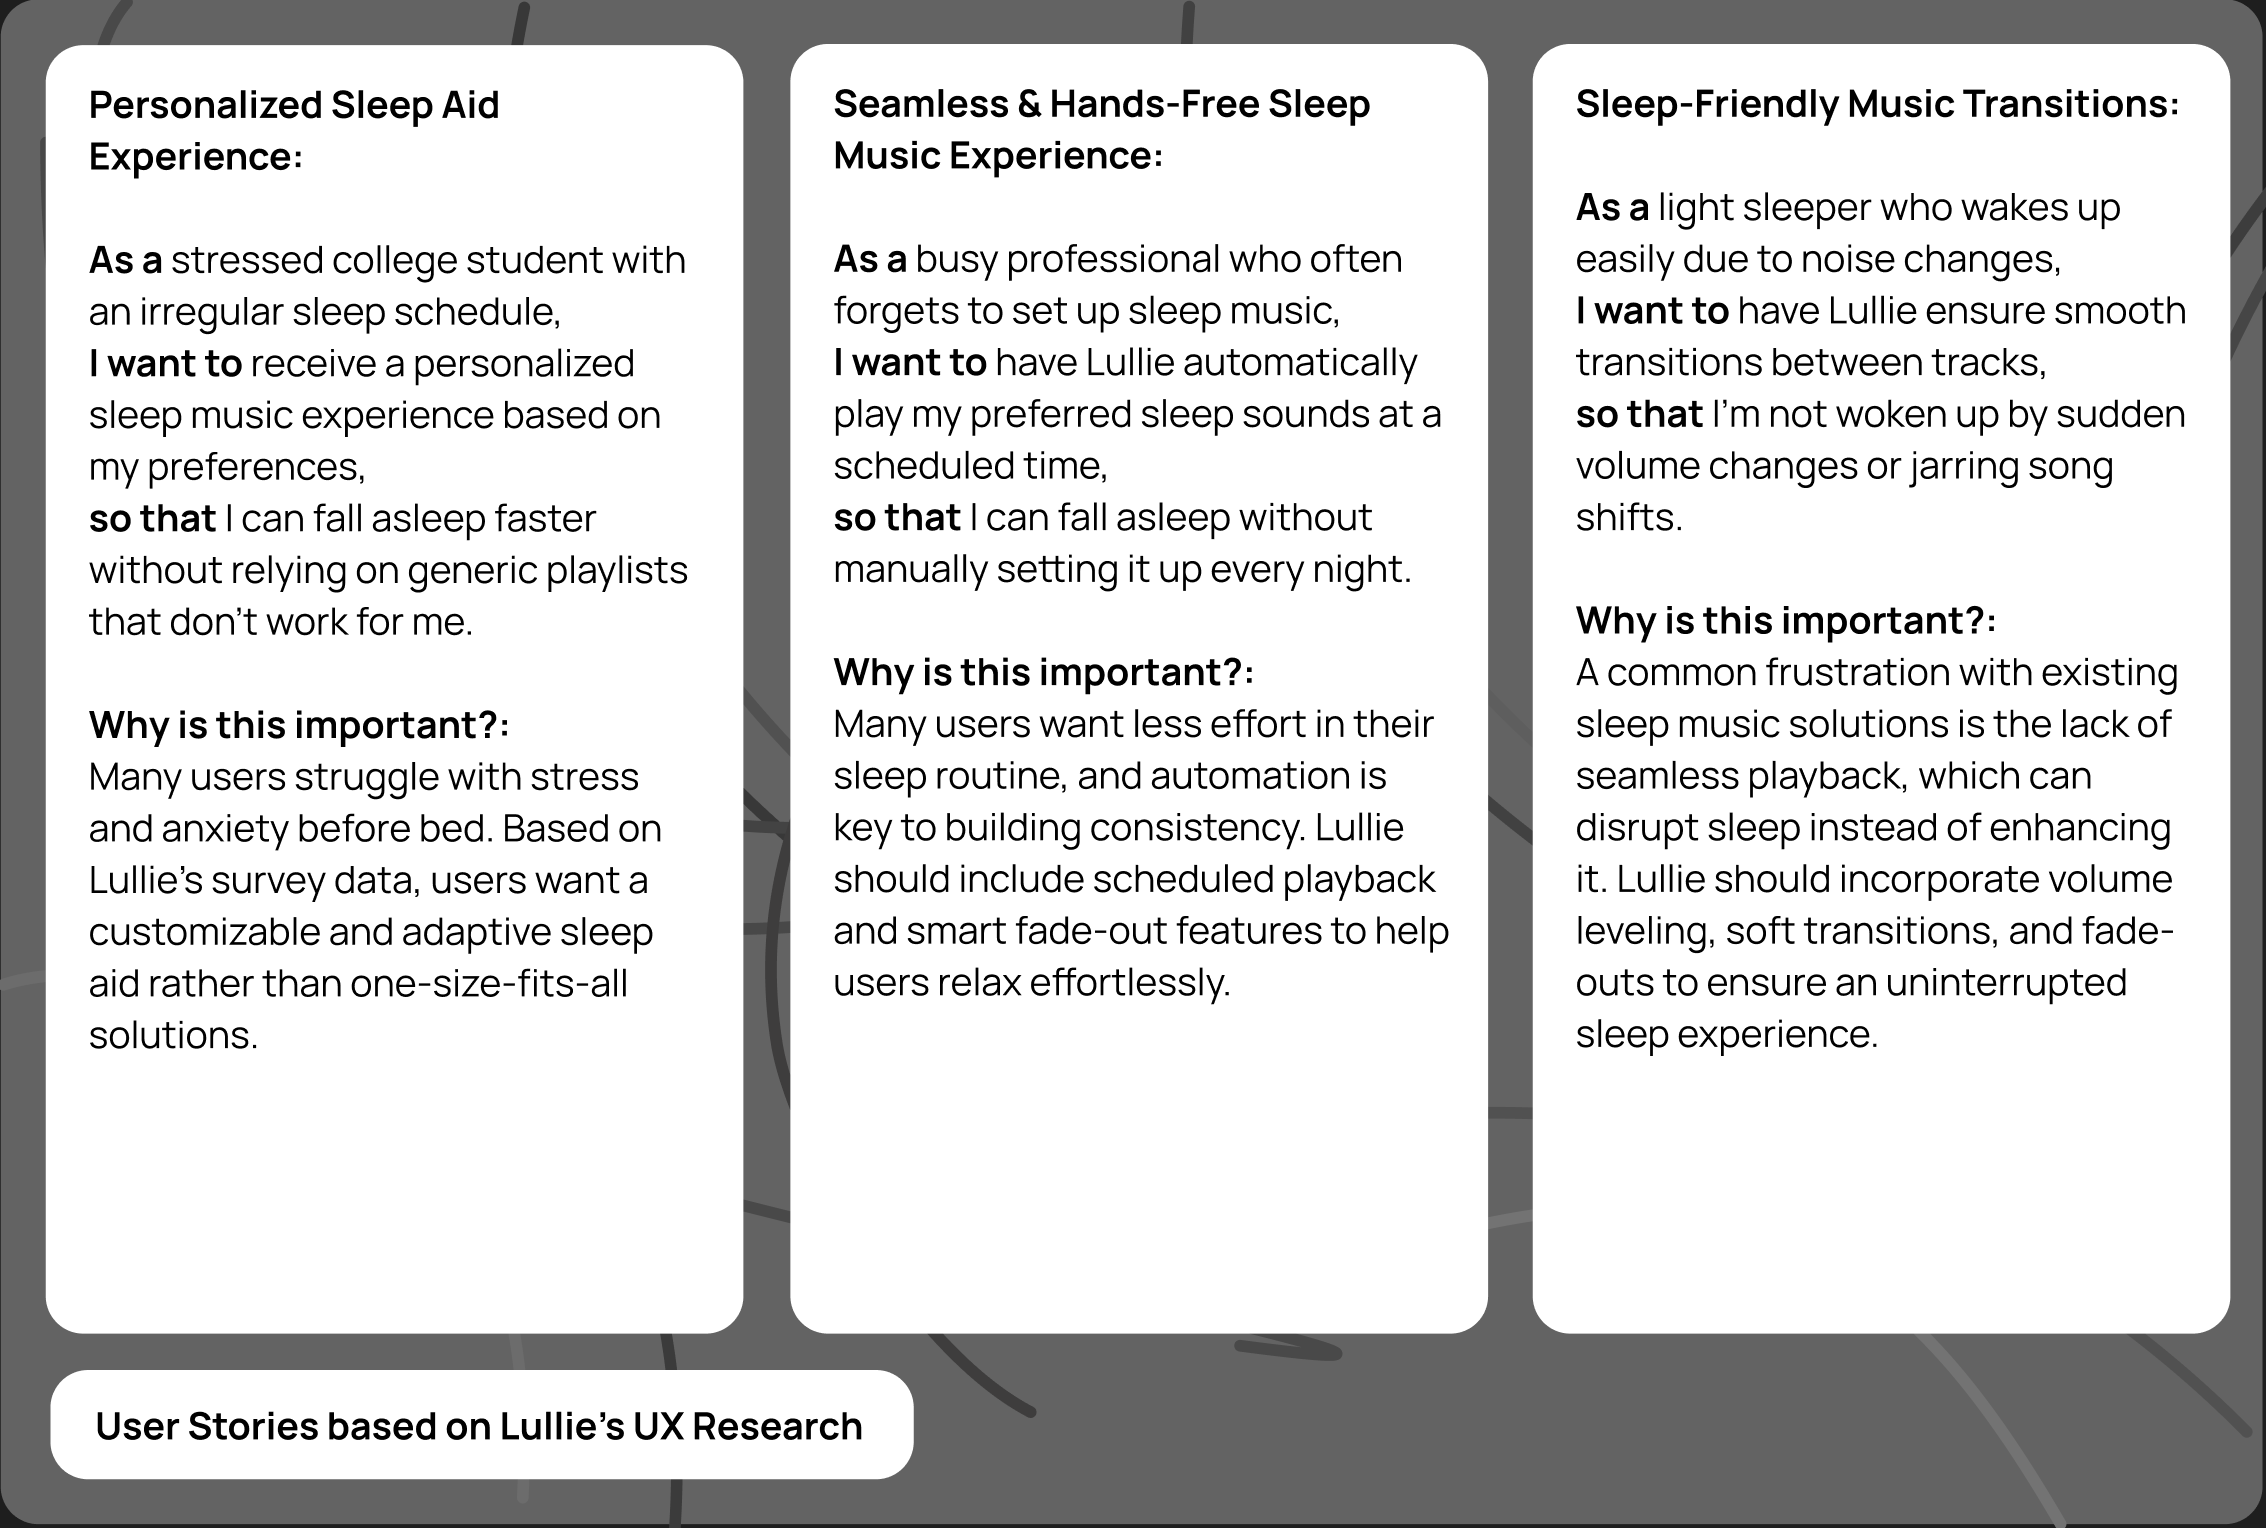 Personalized Sleep Aid
Experience:
As a stressed college student with
an irregular sleep schedule,
I want to receive a personalized
sleep music experience based on
my preferences,
so that I can fall asleep faster
without relying on generic playlists
that don’t work for me.
Why is this important?:
Many users struggle with stress
and anxiety before bed. Based on
Lullie’s survey data, users want a
customizable and adaptive sleep
aid rather than one-size-fits-all
solutions.
Seamless & Hands-Free Sleep
Music Experience:
As a busy professional who often
forgets to set up sleep music,
I want to have Lullie automatically
play my preferred sleep sounds at a
scheduled time,
so that I can fall asleep without
manually setting it up every night.
Why is this important?:
Many users want less effort in their
sleep routine, and automation is
key to building consistency. Lullie
should include scheduled playback
and smart fade-out features to help
users relax effortlessly.
Sleep-Friendly Music Transitions:
As a light sleeper who wakes up
easily due to noise changes,
I want to have Lullie ensure smooth
transitions between tracks,
so that I’m not woken up by sudden
volume changes or jarring song
shifts.
Why is this important?:
A common frustration with existing
sleep music solutions is the lack of
seamless playback, which can
disrupt sleep instead of enhancing
it. Lullie should incorporate volume
leveling, soft transitions, and fade-
outs to ensure an uninterrupted
sleep experience.
User Stories based on Lullie’s UX Research